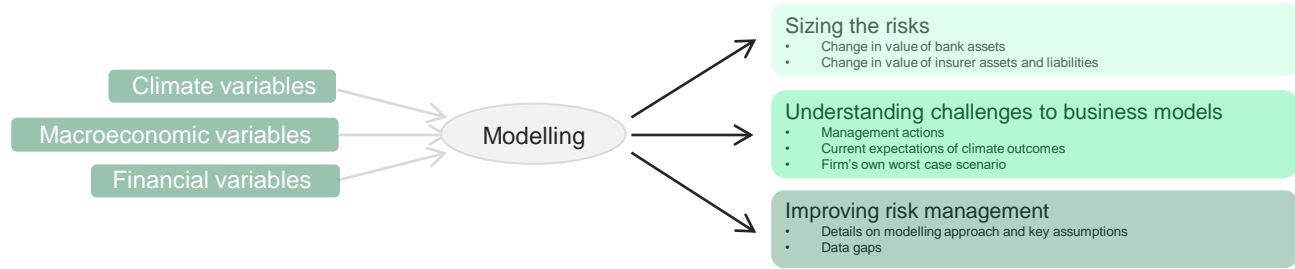 Climate variables
Macroeconomic variables
Financial variables
Modelling
Sizing the risks
• Change in value of bank assets
• Change in value of insurer assets and liabilities
Understanding challenges to business models
• Management actions
• Current expectations of climate outcomes
• Firm's own worst case scenario
Improving risk management
• Details on modelling approach and key assumptions
• Data gaps